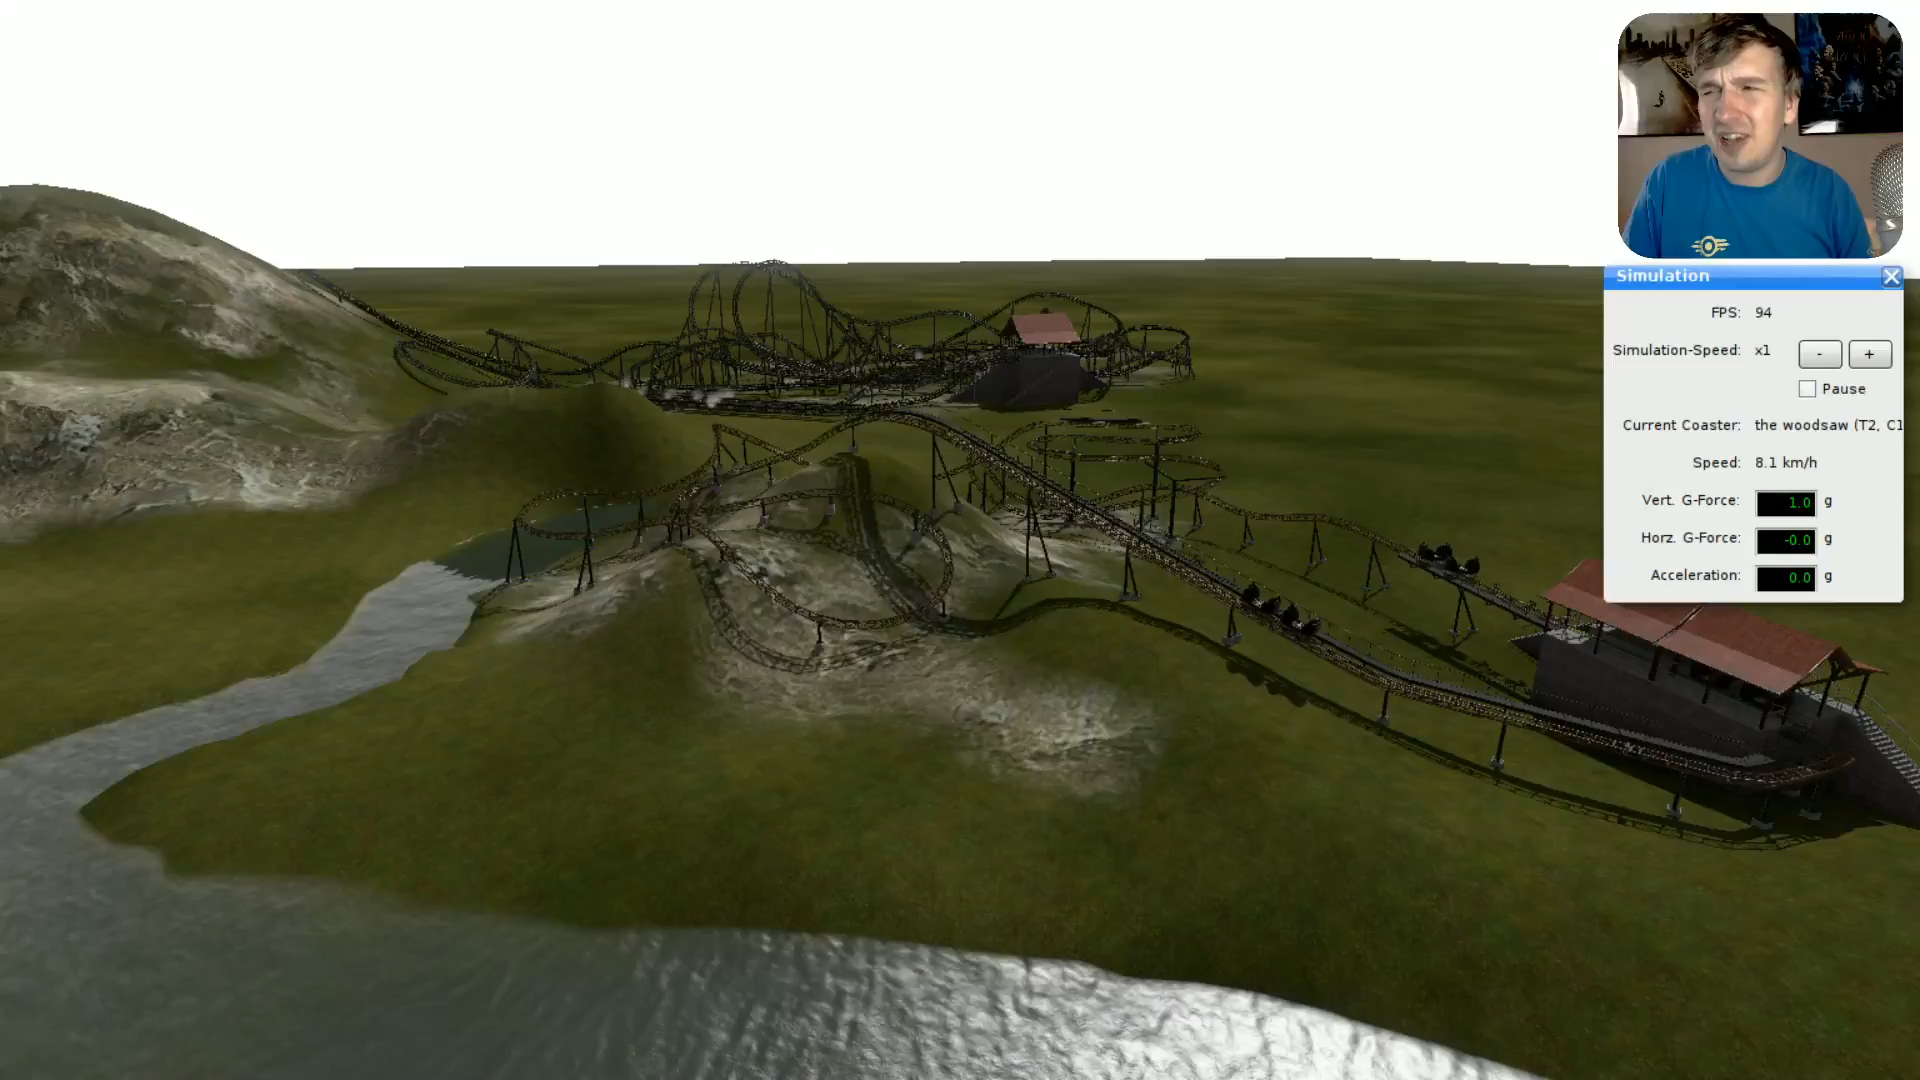 Simulation
FPS: 94
Simulation-Speed: x1 - +
Pause
Current Coaster: the woodsaw (T2, C1
Speed: 8.1 km/h
Vert. G-Force: 1.0 g
Horz. G-Force: -0.0 g
Acceleration: 0.0 g